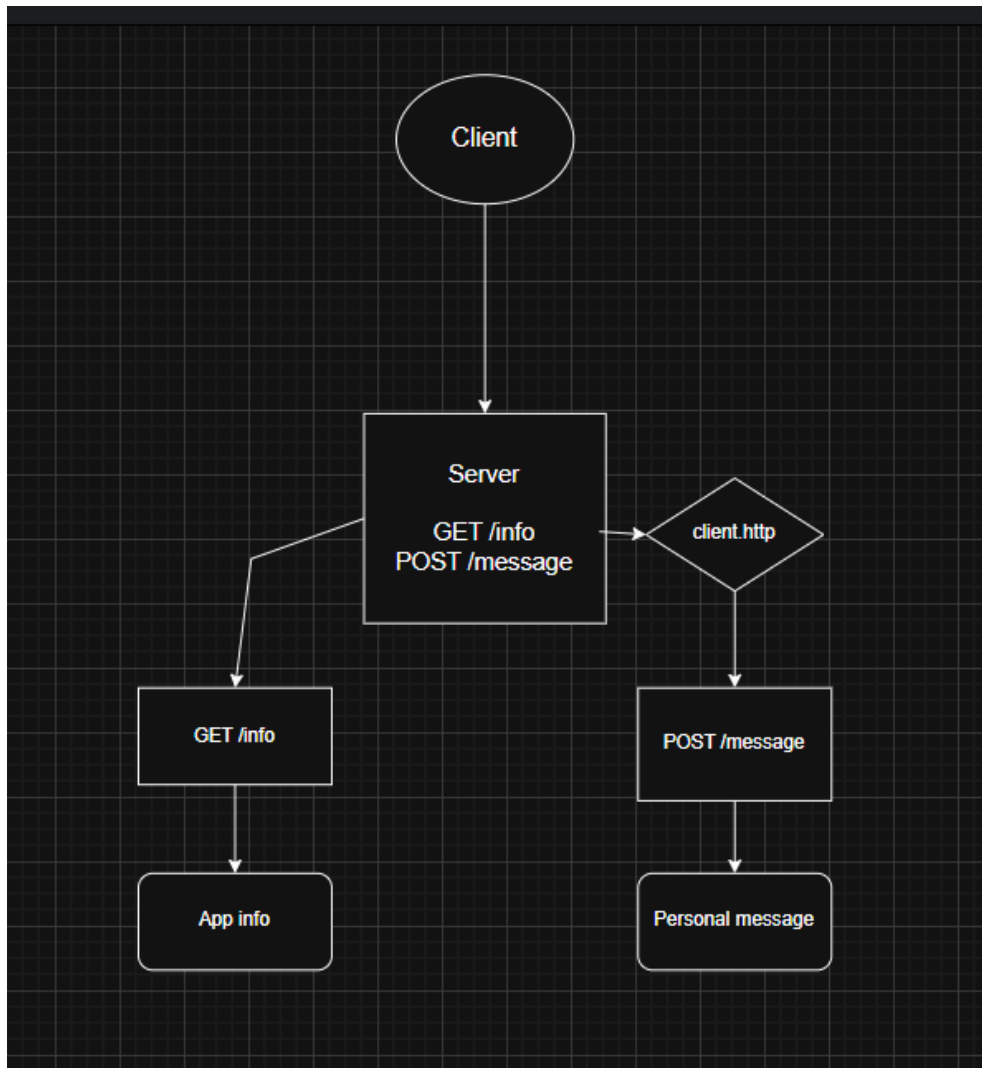 Client
Server
GET /info
POST /message
client.http
GET /info
POST /message
App info
Personal message